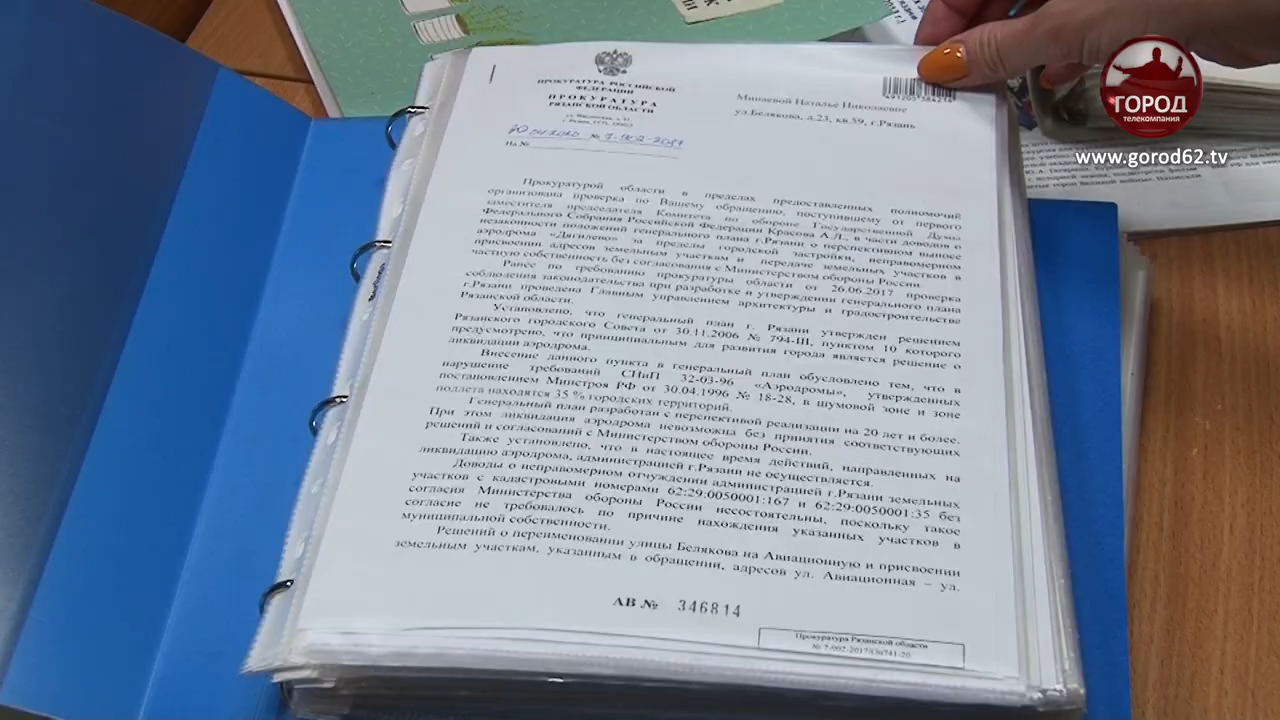 ПРОКУРАТУРА РОССИЙСКОЙ
ФЕДЕРАЦИИ
ПРОКУРАТУРА
РЯЗАНСКОЙ ОБЛАСТИ
№ 7-902-2017
На №
491205384216
Минаевой Наталье Николаевне
ул.Белякова, д.23, кв.59, г.Рязань
ГОРОД
телекомпания
www.gorod62.tv
Прокуратурой области в пределах предоставленных полномочий
организована проверка по Вашему обращению, поступившему от первого
заместителя председателя Комитета по обороне Государственной Думы
Федерального Собрания Российской Федерации Красова А.Л., в части доводов о
незаконности положений генерального плана г.Рязани о перспективном выносе
аэродрома «Дягилево» за пределы городской застройки, неправомерном
присвоении адресов земельным участкам и передаче земельных участков в
частную собственность без согласования с Министерством обороны России.
Ранее по требованию прокуратуры области от 26.06.2017 проверка
соблюдения законодательства при разработке и утверждении генерального плана
г.Рязани проведена Главным управлением архитектуры и градостроительства
Рязанской области.
Установлено, что генеральный план г. Рязани утвержден решением
Рязанского городского Совета от 30.11.2006 № 794-III, пунктом 10 которого
предусмотрено, что принципиальным для развития города является решение о
ликвидации аэродрома.
Внесение данного пункта в генеральный план обусловлено тем, что в
нарушение требований СНиП 32-03-96 «Аэродромы», утвержденных
постановлением Минстроя РФ от 30.04.1996 № 18-28, в шумовой зоне и зоне
подлета находятся 35 % городских территорий.
Генеральный план разработан с перспективой реализации на 20 лет и более.
При этом ликвидация аэродрома невозможна без принятия соответствующих
решений и согласований с Министерством обороны России.
Также установлено, что в настоящее время действий, направленных на
ликвидацию аэродрома, администрацией г.Рязани не осуществляется.
Доводы о неправомерном отчуждении администрацией г.Рязани земельных
участков с кадастровыми номерами 62:29:0050001:167 и 62:29:0050001:35 без
согласия Министерства обороны России несостоятельны, поскольку такое
согласие не требовалось по причине нахождения указанных участков в
муниципальной собственности.
Решений о переименовании улицы Белякова на Авиационную и присвоении
земельным участкам, указанным в обращении, адресов ул. Авиационная – ул.
АВ № 346814
Прокуратура Рязанской области